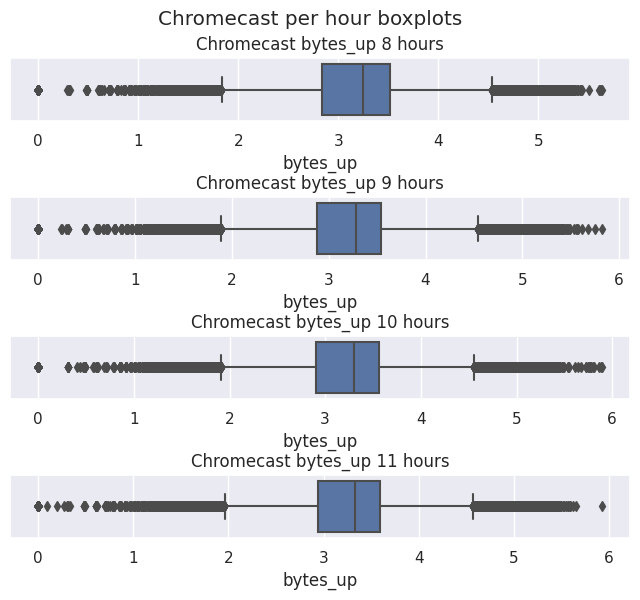 Chromecast per hour boxplots
Chromecast bytes_up 8 hours
0 1 2 3 4 5
bytes_up
Chromecast bytes_up 9 hours
0 1 2 3 4 5 6
bytes_up
Chromecast bytes_up 10 hours
0 1 2 3 4 5 6
bytes_up
Chromecast bytes_up 11 hours
0 1 2 3 4 5 6
bytes_up